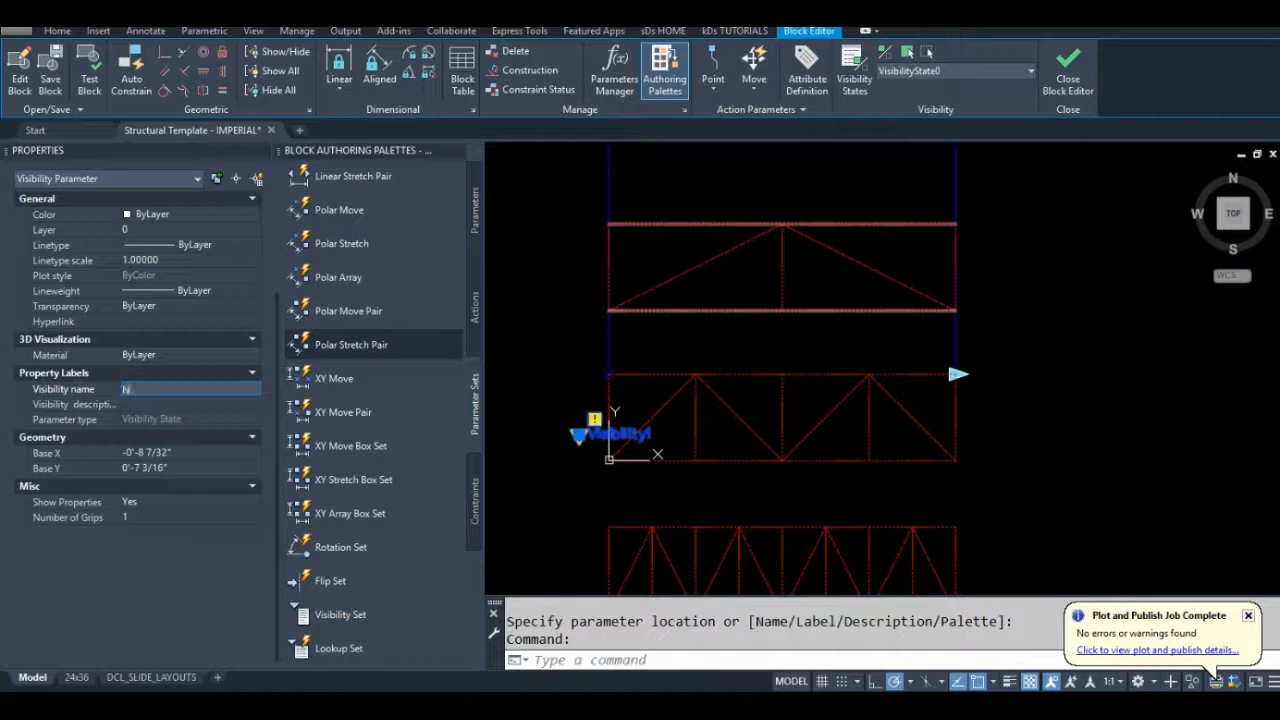 Home Insert Annotate Parametric View Manage Output Add-ins Collaborate Express Tools Featured Apps sDs HOME kDs TUTORIALS Block Editor
Edit Block
Save Block
Test Block
Auto Constrain
Show/Hide
Show All
Hide All
Linear
Aligned
Block Table
Delete
Construction
Constraint Status
Parameters Manager
Authoring Palettes
Point
Move
Attribute Definition
Visibility States
VisibilityState0
Close Block Editor
Open/Save Geometric Dimensional Manage Action Parameters Visibility Close
Start Structural Template - IMPERIAL*
PROPERTIES
Visibility Parameter
General
Color ByLayer
Layer 0
Linetype ByLayer
Linetype scale 1.00000
Plot style ByColor
Lineweight ByLayer
Transparency ByLayer
Hyperlink
3D Visualization
Material ByLayer
Property Labels
Visibility name N
Visibility descripti...
Parameter type Visibility State
Geometry
Base X -0'-8 7/32"
Base Y 0'-7 3/16"
Misc
Show Properties Yes
Number of Grips 1
BLOCK AUTHORING PALETTES - ...
Linear Stretch Pair
Polar Move
Polar Stretch
Polar Array
Polar Move Pair
Polar Stretch Pair
XY Move
XY Move Pair
XY Move Box Set
XY Stretch Box Set
XY Array Box Set
Rotation Set
Flip Set
Visibility Set
Lookup Set
Parameters
Actions
Parameter Sets
Constraints
N
W TOP E
S
WCS
Visibility1
Y
X
Specify parameter location or [Name/Label/Description/Palette]:
Command:
Type a command
Plot and Publish Job Complete
No errors or warnings found
Click to view plot and publish details...
Model 24x36 DCL_SLIDE_LAYOUTS
MODEL 1:1